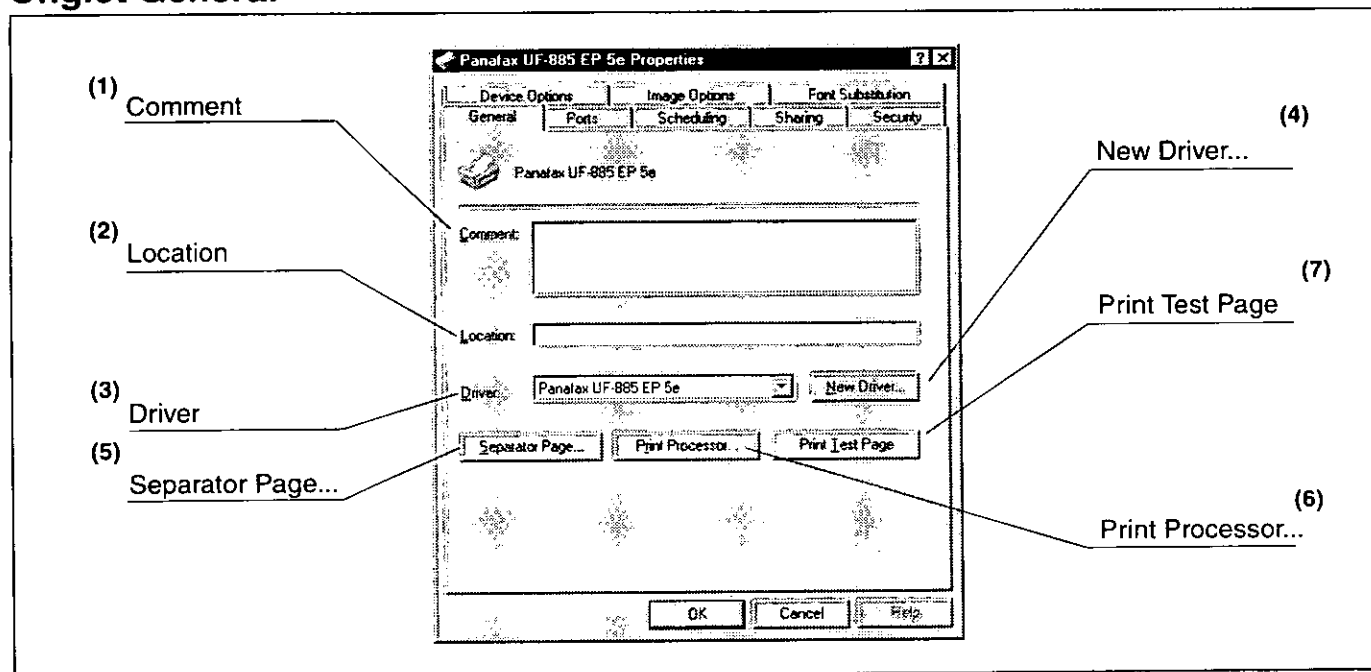 Onglet General
(1)
Comment
(2)
Location
(3)
Driver
(5)
Separator Page...
Panafax UF-885 EP 5e Properties
Device Options Image Options Font Substitution
General Ports Scheduling Sharing Security
Panafax UF-885 EP 5e
Comment:
Location:
Driver: Panafax UF-885 EP 5e New Driver...
Separator Page... Print Processor... Print Test Page
OK Cancel Help
(4)
New Driver...
(7)
Print Test Page
(6)
Print Processor...